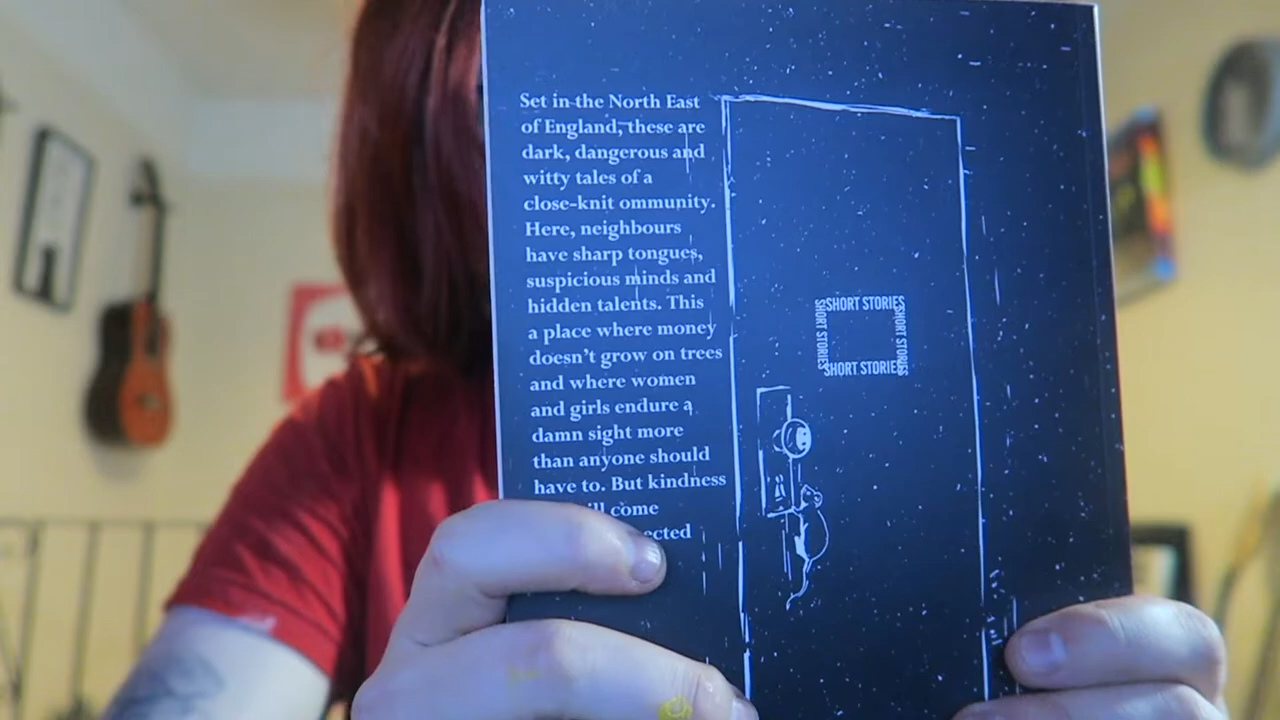 Set in the North East
of England, these are
dark, dangerous and
witty tales of a
close-knit ommunity.
Here, neighbours
have sharp tongues,
suspicious minds and
hidden talents. This
a place where money
doesn't grow on trees
and where women
and girls endure a
damn sight more
than anyone should
have to. But kindness
come
SHORT STORIES
SHORT STORIES
SHORT STORIES
SHORT STORIES